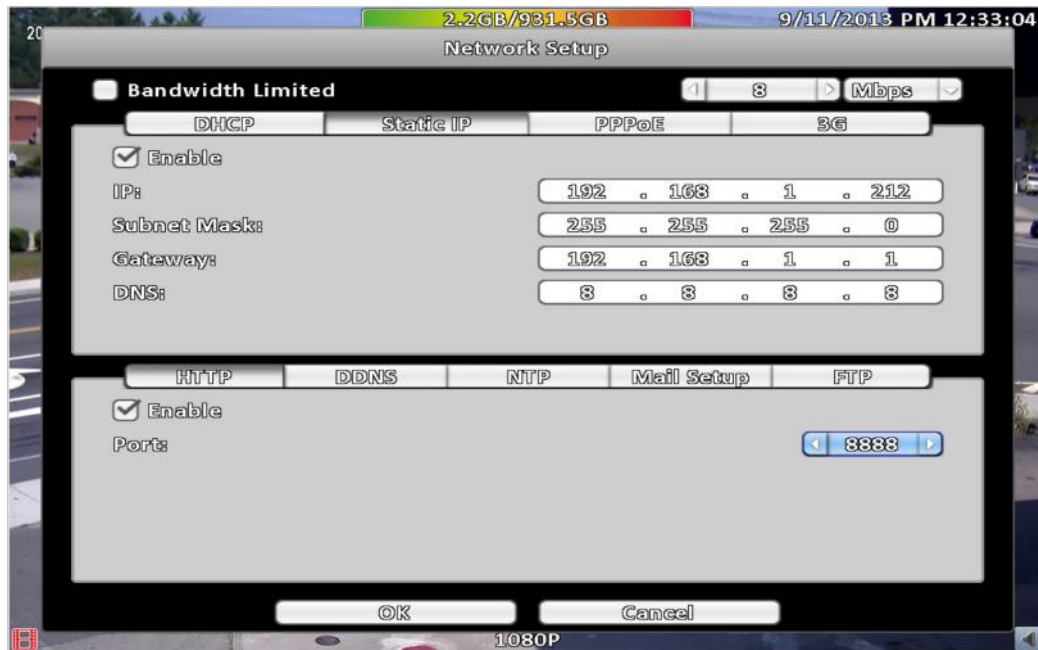 20
2.2GB/931.5GB 9/11/2013 PM 12:33:04
Network Setup
Bandwidth Limited 8 Mbps
DHCP Static IP PPPoE 3G
Enable
IP: 192 . 168 . 1 . 212
Subnet Mask: 255 . 255 . 255 . 0
Gateway: 192 . 168 . 1 . 1
DNS: 8 . 8 . 8 . 8
HTTP DDNS NTP Mail Setup FTP
Enable
Port: 8888
OK Cancel
1080P